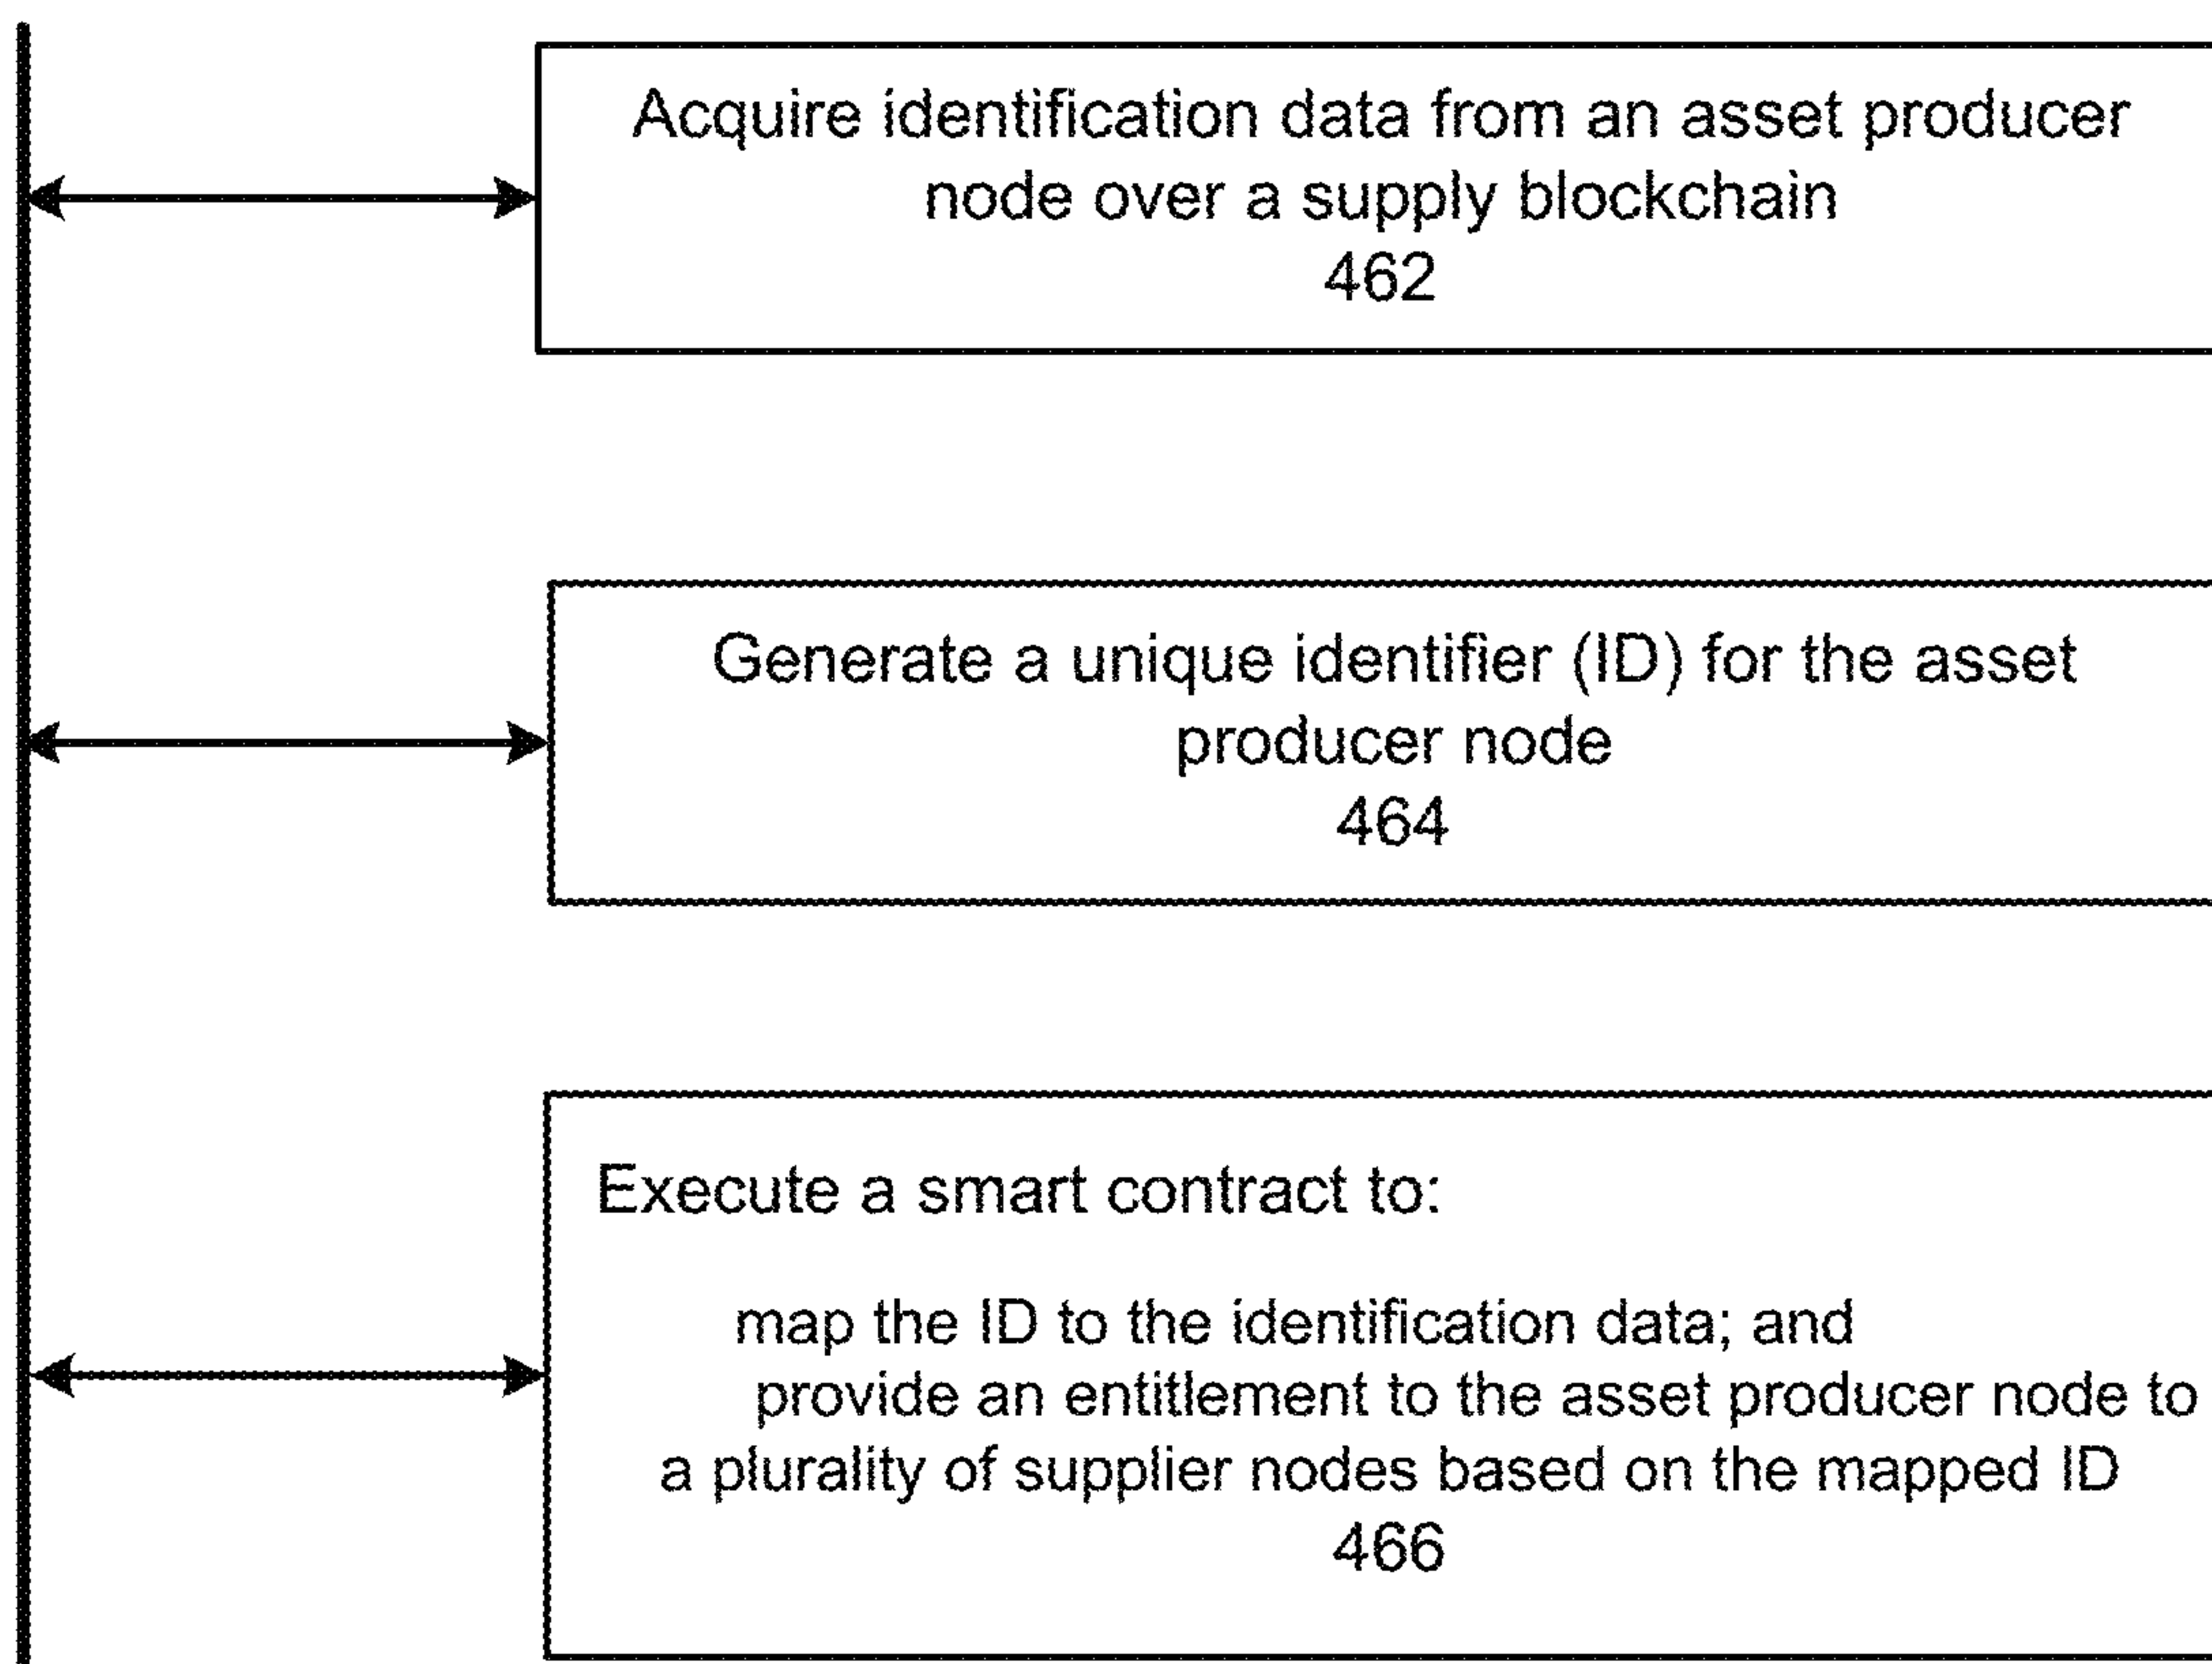 Acquire identification data from an asset producer
node over a supply blockchain
462
Generate a unique identifier (ID) for the asset
producer node
464
Execute a smart contract to:
map the ID to the identification data; and
provide an entitlement to the asset producer node to
a plurality of supplier nodes based on the mapped ID
466